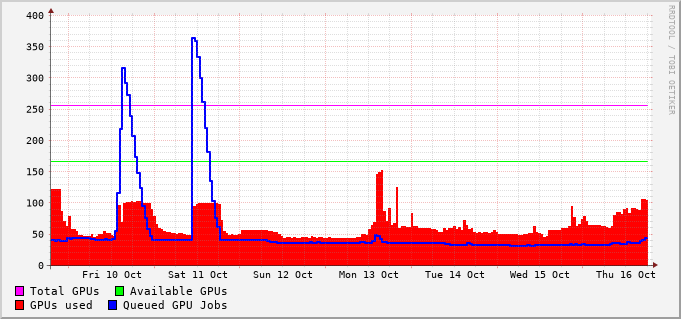 400
350
300
250
200
150
100
50
0
Fri 10 Oct Sat 11 Oct Sun 12 Oct Mon 13 Oct Tue 14 Oct Wed 15 Oct Thu 16 Oct
Total GPUs Available GPUs
GPUs used Queued GPU Jobs
RRDTOOL / TOBI OETIKER